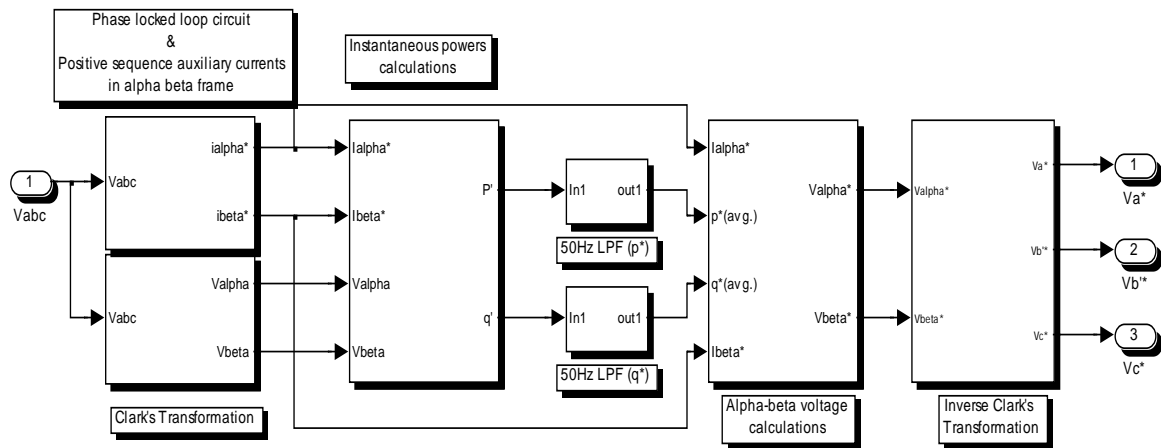 Phase locked loop circuit
&
Positive sequence auxiliary currents
in alpha beta frame
Instantaneous powers
calculations
1
Vabc
Vabc
ialpha*
ibeta*
Vabc
Valpha
Vbeta
Clark's Transformation
Ialpha*
Ibeta*
Valpha
Vbeta
P'
q'
In1
out1
50Hz LPF (p*)
In1
out1
50Hz LPF (q*)
Ialpha*
p*(avg.)
q*(avg.)
Ibeta*
Valpha*
Vbeta*
Alpha-beta voltage
calculations
Valpha*
Vbeta*
Va*
Vb'*
Vc*
Inverse Clark's
Transformation
1
Va*
2
Vb'*
3
Vc*